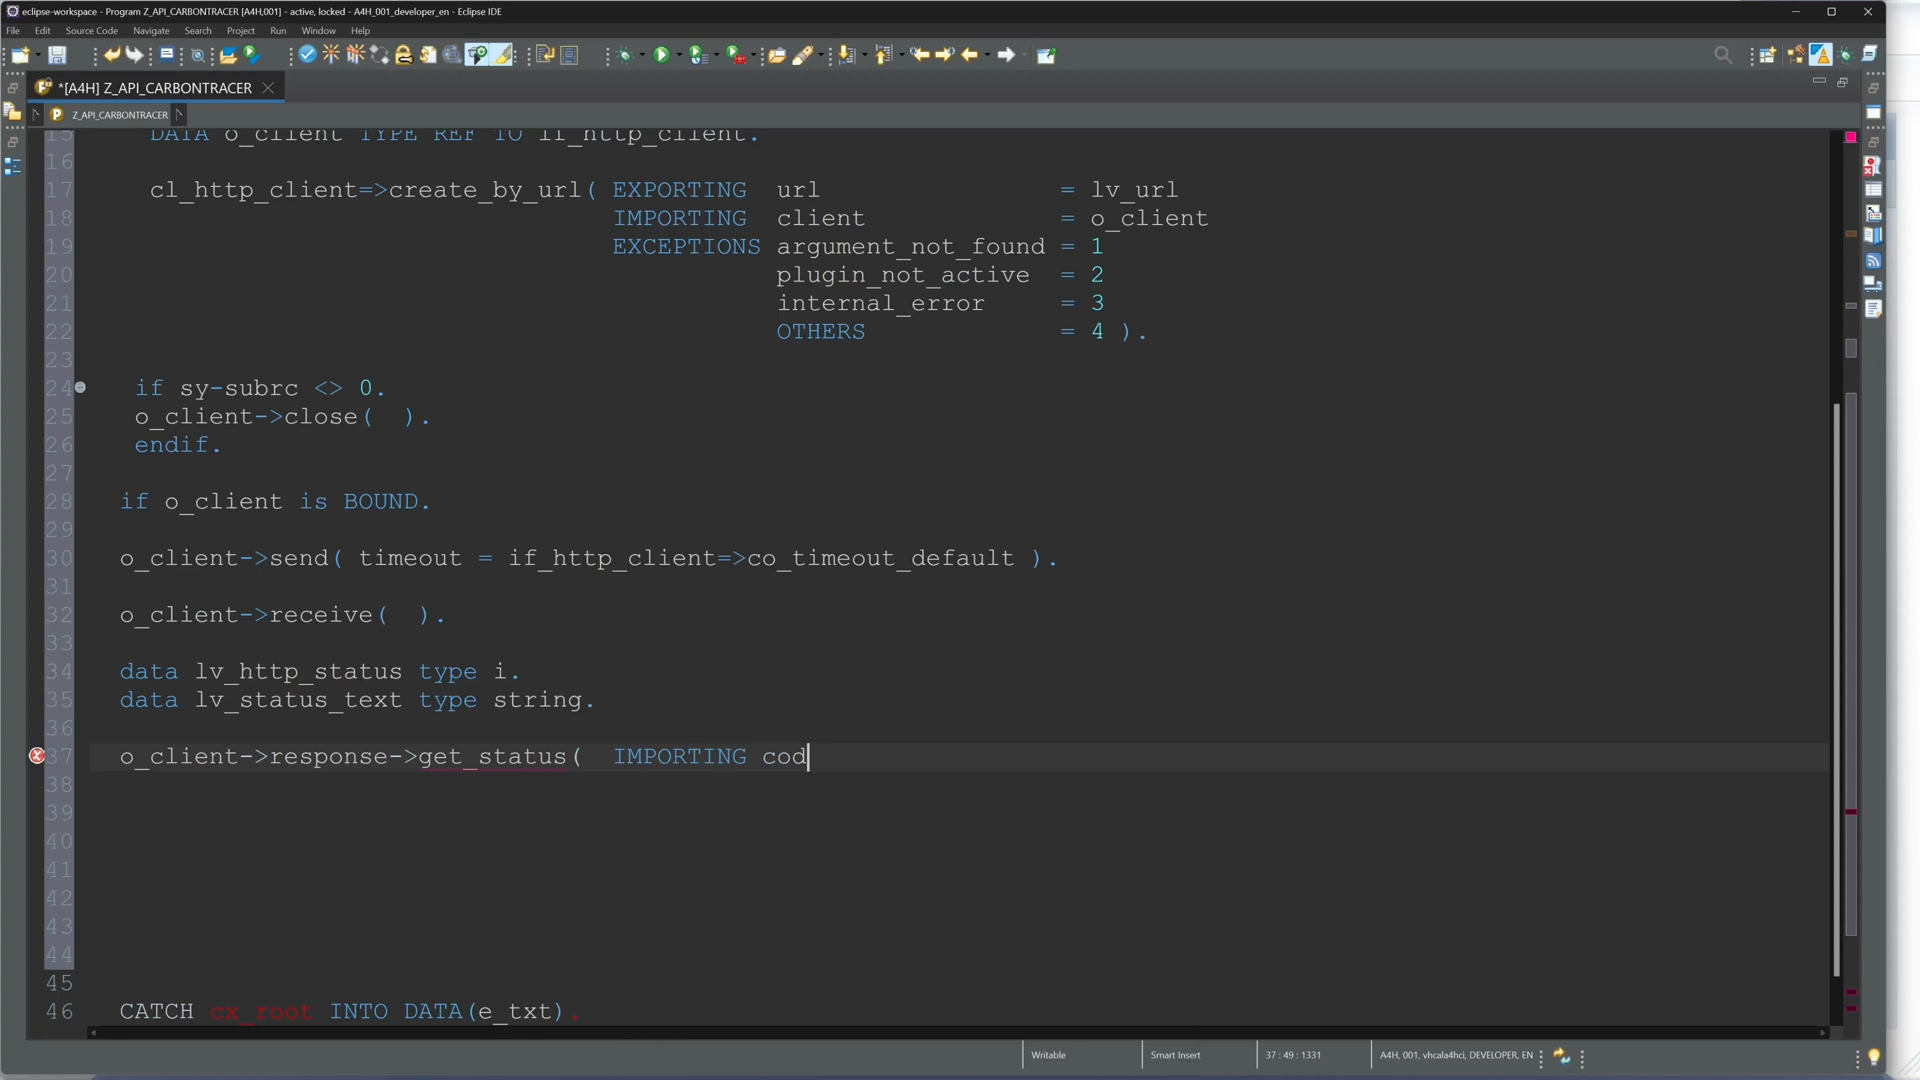 eclipse-workspace - Program Z_API_CARBONTRACER [A4H,001] - active, locked - A4H_001_developer_en - Eclipse IDE
File Edit Source Code Navigate Search Project Run Window Help
*[A4H] Z_API_CARBONTRACER
Z_API_CARBONTRACER
15 DATA o_client TYPE REF TO if_http_client.
16
17 cl_http_client=>create_by_url( EXPORTING url = lv_url
18 IMPORTING client = o_client
19 EXCEPTIONS argument_not_found = 1
20 plugin_not_active = 2
21 internal_error = 3
22 OTHERS = 4 ).
23
24 if sy-subrc <> 0.
25 o_client->close( ).
26 endif.
27
28 if o_client is BOUND.
29
30 o_client->send( timeout = if_http_client=>co_timeout_default ).
31
32 o_client->receive( ).
33
34 data lv_http_status type i.
35 data lv_status_text type string.
36
37 o_client->response->get_status( IMPORTING cod
38
39
40
41
42
43
44
45
46 CATCH cx_root INTO DATA(e_txt).
Writable Smart Insert 37 : 49 : 1331 A4H, 001, vhcala4hci, DEVELOPER, EN